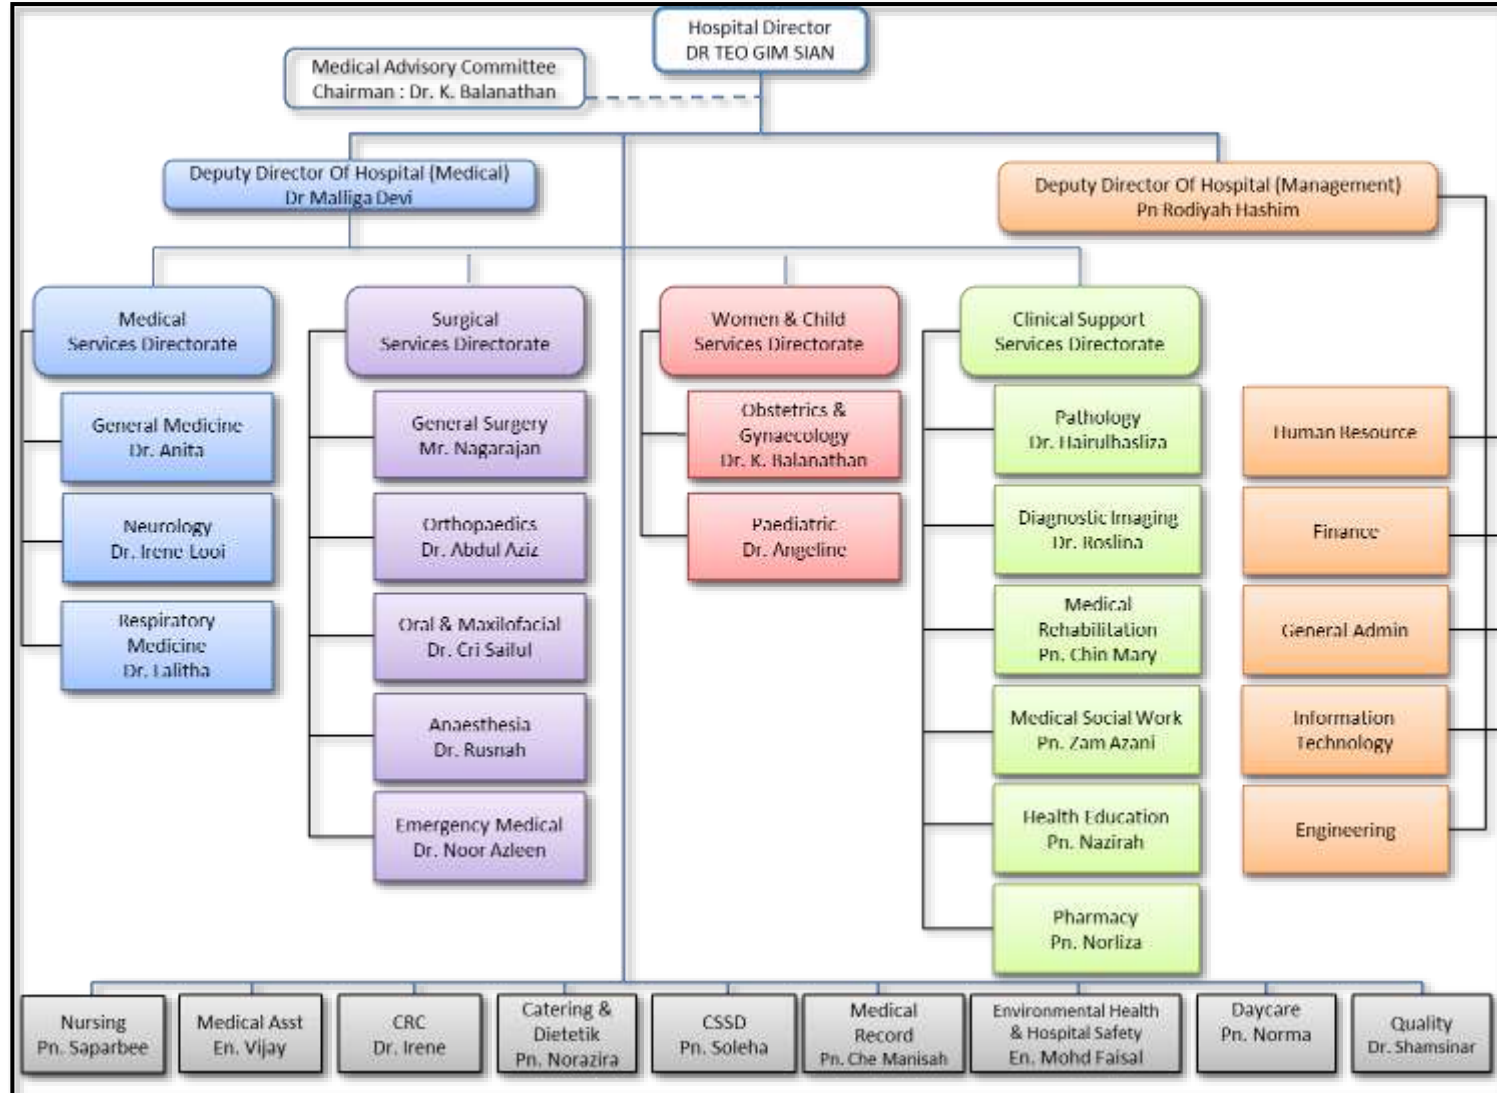 Hospital Director
DR TEO GIM SIAN
Medical Advisory Committee
Chairman : Dr. K. Balanathan
Deputy Director Of Hospital (Medical)
Dr Malliga Devi
Deputy Director Of Hospital (Management)
Pn Rodiyah Hashim
Medical
Services Directorate
General Medicine
Dr. Anita
Neurology
Dr. Irene Looi
Respiratory
Medicine
Dr. Lalitha
Surgical
Services Directorate
General Surgery
Mr. Nagarajan
Orthopaedics
Dr. Abdul Aziz
Oral & Maxilofacial
Dr. Cri Saiful
Anaesthesia
Dr. Rusnah
Emergency Medical
Dr. Noor Azleen
Women & Child
Services Directorate
Obstetrics &
Gynaecology
Dr. K. Balanathan
Paediatric
Dr. Angeline
Clinical Support
Services Directorate
Pathology
Dr. Hairulhasliza
Diagnostic Imaging
Dr. Roslina
Medical
Rehabilitation
Pn. Chin Mary
Medical Social Work
Pn. Zam Azani
Health Education
Pn. Nazirah
Pharmacy
Pn. Norliza
Human Resource
Finance
General Admin
Information
Technology
Engineering
Nursing
Pn. Saparbee
Medical Asst
En. Vijay
CRC
Dr. Irene
Catering &
Dietetik
Pn. Norazira
CSSD
Pn. Soleha
Medical
Record
Pn. Che Manisah
Environmental Health
& Hospital Safety
En. Mohd Faisal
Daycare
Pn. Norma
Quality
Dr. Shamsinar